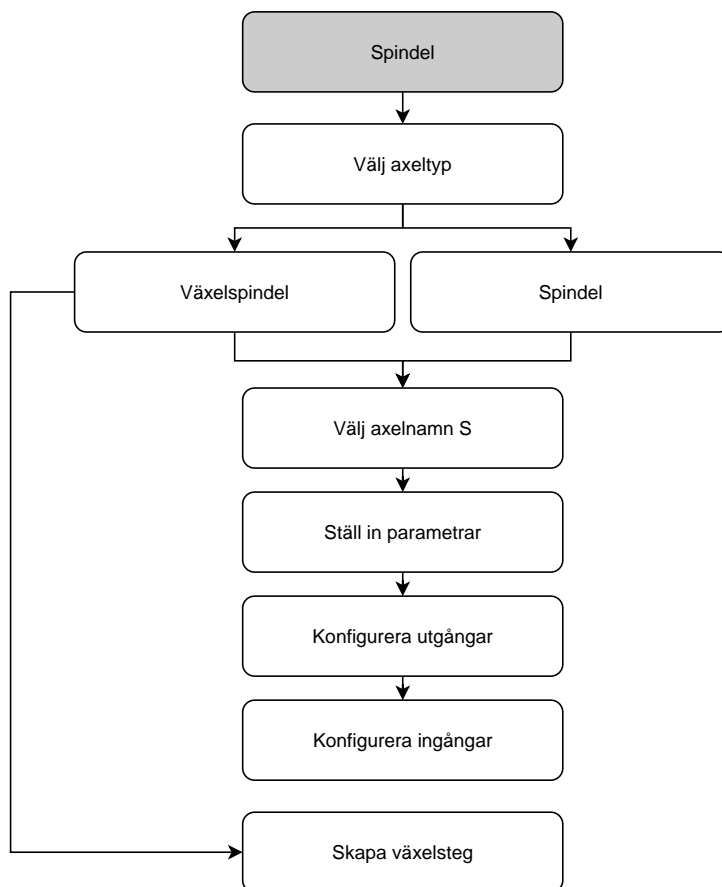 Spindel
Välj axeltyp
Växelspindel
Spindel
Välj axelnamn S
Ställ in parametrar
Konfigurera utgångar
Konfigurera ingångar
Skapa växelsteg